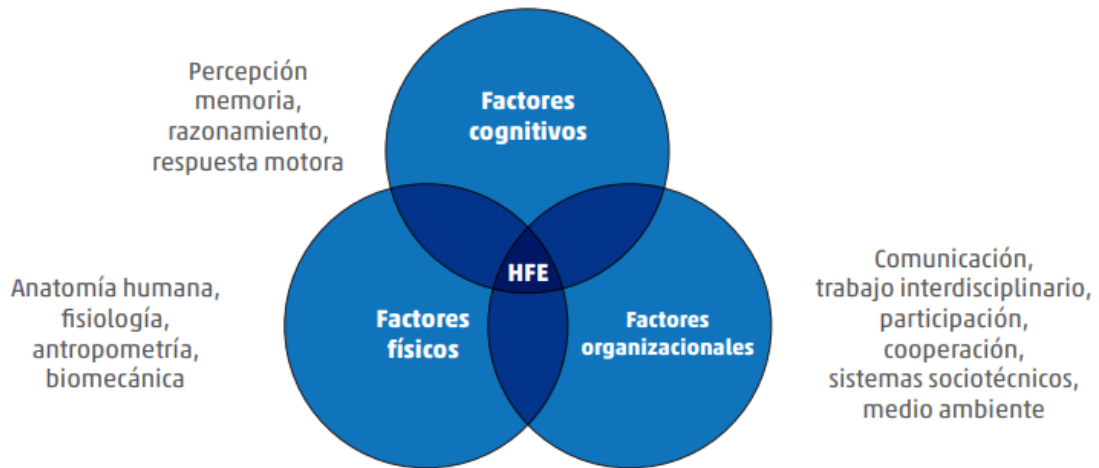 Percepción
memoria,
razonamiento,
respuesta motora
Factores
cognitivos
HFE
Anatomía humana,
fisiología,
antropometría,
biomecánica
Factores
físicos
Factores
organizacionales
Comunicación,
trabajo interdisciplinario,
participación,
cooperación,
sistemas sociotécnicos,
medio ambiente